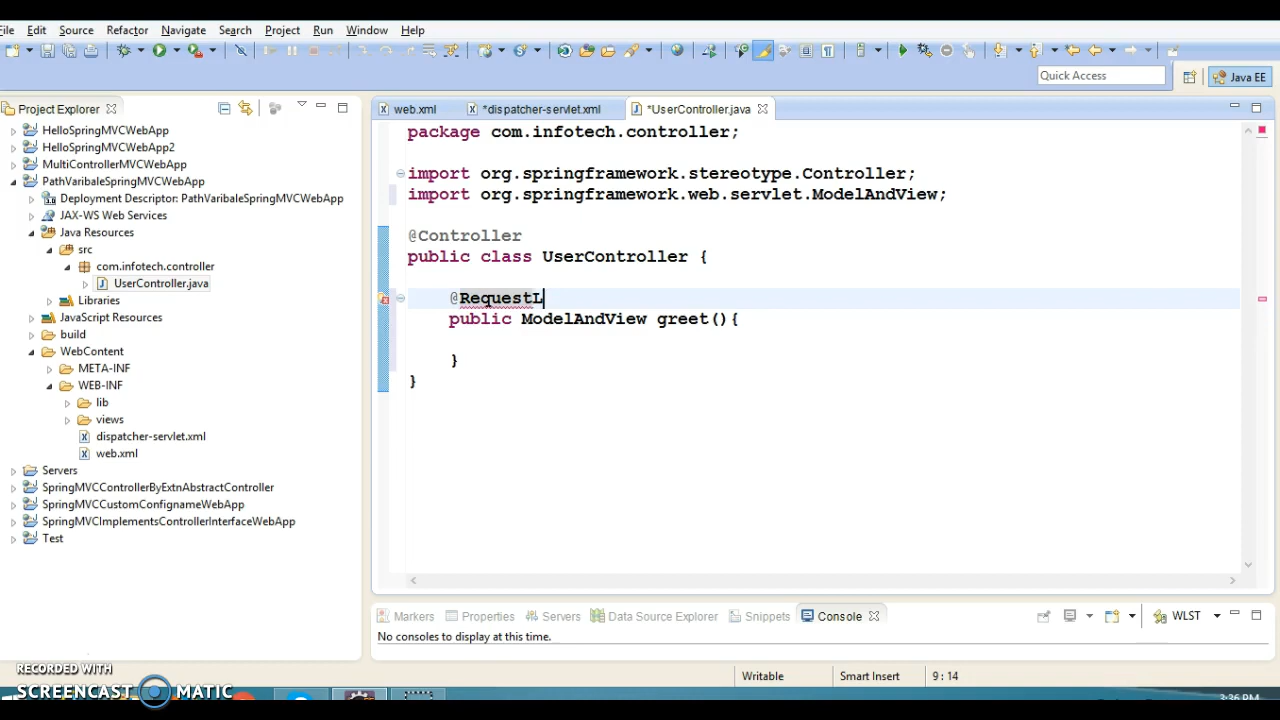 File Edit Source Refactor Navigate Search Project Run Window Help
Quick Access
Java EE
Project Explorer
web.xml
*dispatcher-servlet.xml
*UserController.java
HelloSpringMVCWebApp
HelloSpringMVCWebApp2
MultiControllerMVCWebApp
PathVaribaleSpringMVCWebApp
Deployment Descriptor: PathVaribaleSpringMVCWebApp
JAX-WS Web Services
Java Resources
src
com.infotech.controller
UserController.java
Libraries
JavaScript Resources
build
WebContent
META-INF
WEB-INF
lib
views
dispatcher-servlet.xml
web.xml
Servers
SpringMVCControllerByExtnAbstractController
SpringMVCCustomConfignameWebApp
SpringMVCImplementsControllerInterfaceWebApp
Test
package com.infotech.controller;
import org.springframework.stereotype.Controller;
import org.springframework.web.servlet.ModelAndView;
@Controller
public class UserController {
@RequestL
public ModelAndView greet(){
}
}
Markers Properties Servers Data Source Explorer Snippets Console
WLST
No consoles to display at this time.
Writable Smart Insert 9 : 14
RECORDED WITH
SCREENCAST MATIC
3:36 PM